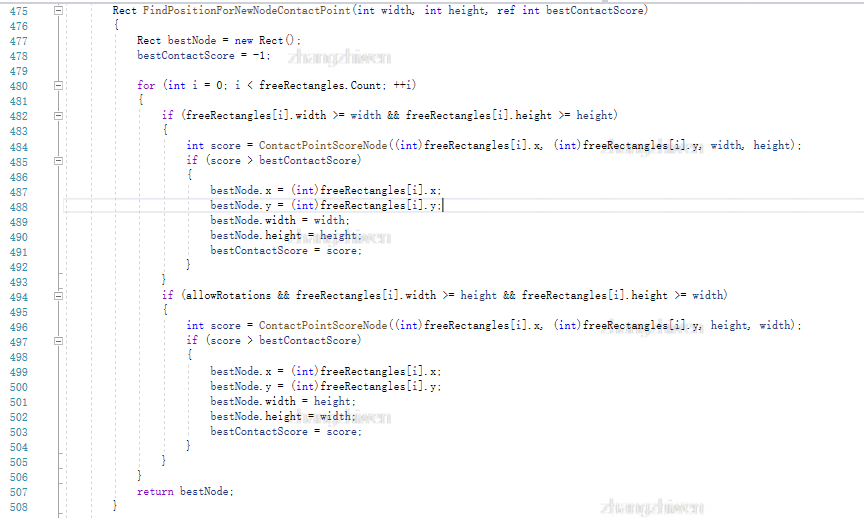 475 Rect FindPositionForNewNodeContactPoint(int width, int height, ref int bestContactScore)
476 {
477 Rect bestNode = new Rect();
478 bestContactScore = -1; zhangzhiwen
479
480 for (int i = 0; i < freeRectangles.Count; ++i)
481 {
482 if (freeRectangles[i].width >= width && freeRectangles[i].height >= height)
483 {
484 int score = ContactPointScoreNode((int)freeRectangles[i].x, (int)freeRectangles[i].y, width, height);
485 if (score > bestContactScore)
486 {
487 bestNode.x = (int)freeRectangles[i].x;
488 bestNode.y = (int)freeRectangles[i].y;
489 bestNode.width = width;
490 bestNode.height = height;
491 bestContactScore = score;
492 }
493 }
494 if (allowRotations && freeRectangles[i].width >= height && freeRectangles[i].height >= width)
495 {
496 int score = ContactPointScoreNode((int)freeRectangles[i].x, (int)freeRectangles[i].y, height, width);
497 if (score > bestContactScore)
498 {
499 bestNode.x = (int)freeRectangles[i].x;
500 bestNode.y = (int)freeRectangles[i].y;
501 bestNode.width = height;
502 bestNode.height = width;
503 bestContactScore = score;
504 }
505 }
506 }
507 return bestNode;
508 }
zhangzhiwen